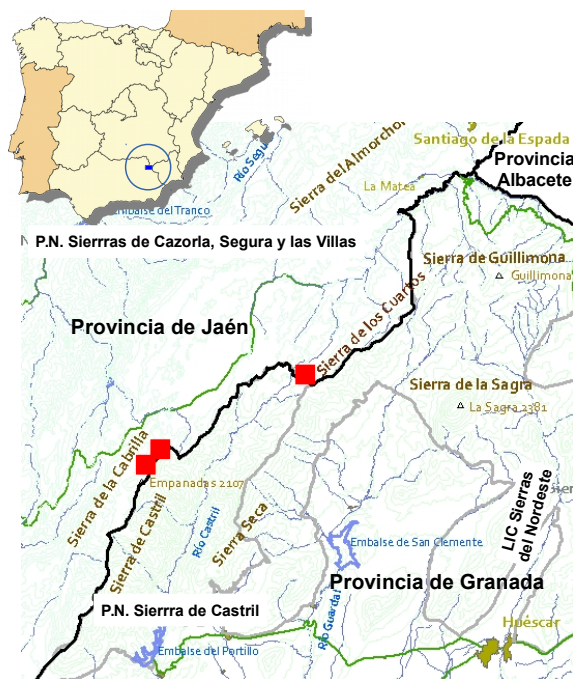 Santiago de la Espada
Río Segu
Sierra del Almorchón
Provincia
Albacete
La Matea
Embalse del Tranco
P.N. Sierrras de Cazorla, Segura y las Villas
Sierra de Guillimona
Guillimona
Provincia de Jaén
Sierra de los Cuartos
Sierra de la Sagra
La Sagra 2381
Sierra de la Cabrilla
Empanadas 2107
Sierra de Castril
Río Castril
Sierra Seca
LIC Sierras
del Nordeste
Embalse de San Clemente
Provincia de Granada
P.N. Sierrra de Castril
Río Guardal
Huéscar
Embalse del Portillo